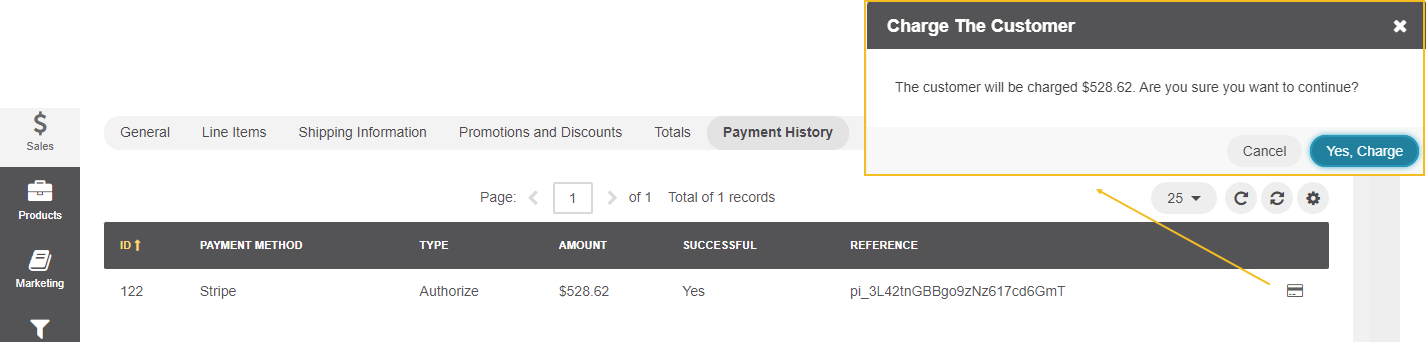 Charge The Customer
The customer will be charged $528.62. Are you sure you want to continue?
Cancel Yes, Charge
Sales
Products
Marketing
General Line Items Shipping Information Promotions and Discounts Totals Payment History
Page: 1 of 1 Total of 1 records 25
ID PAYMENT METHOD TYPE AMOUNT SUCCESSFUL REFERENCE
122 Stripe Authorize $528.62 Yes pi_3L42tnGBBgo9zNz617cd6GmT